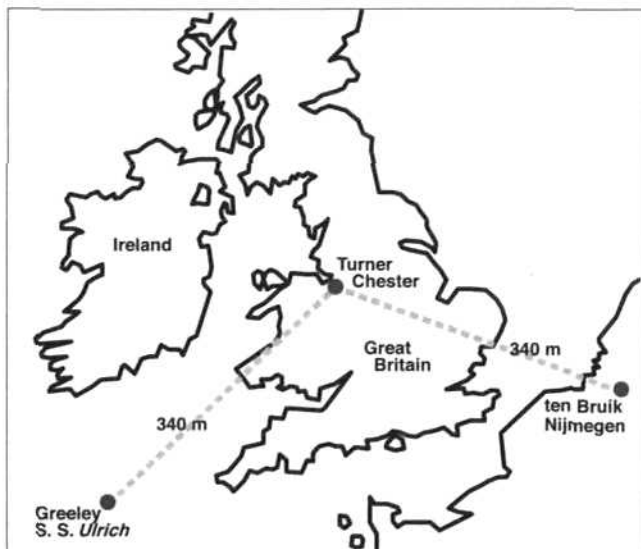 Ireland
Turner
Chester
Great
Britain
340 m
ten Bruik
Nijmegen
340 m
Greeley
S. S. Ulrich